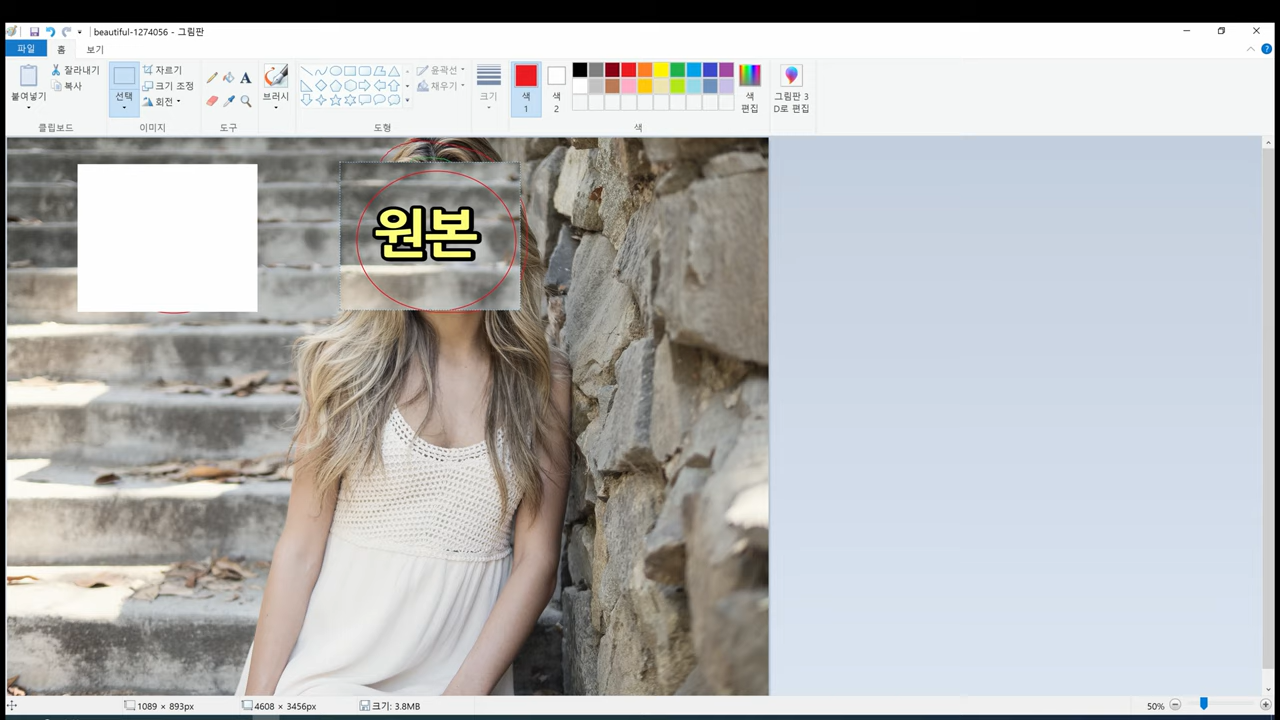 beautiful-1274056 - 그림판
파일
홈
보기
붙여넣기
잘라내기
복사
클립보드
선택
자르기
크기 조정
회전
이미지
A
도구
브러시
윤곽선
채우기
도형
크기
색
1
색
2
색
편집
색
그림판 3
D로 편집
원본
1089 × 893px
4608 × 3456px
크기: 3.8MB
50%